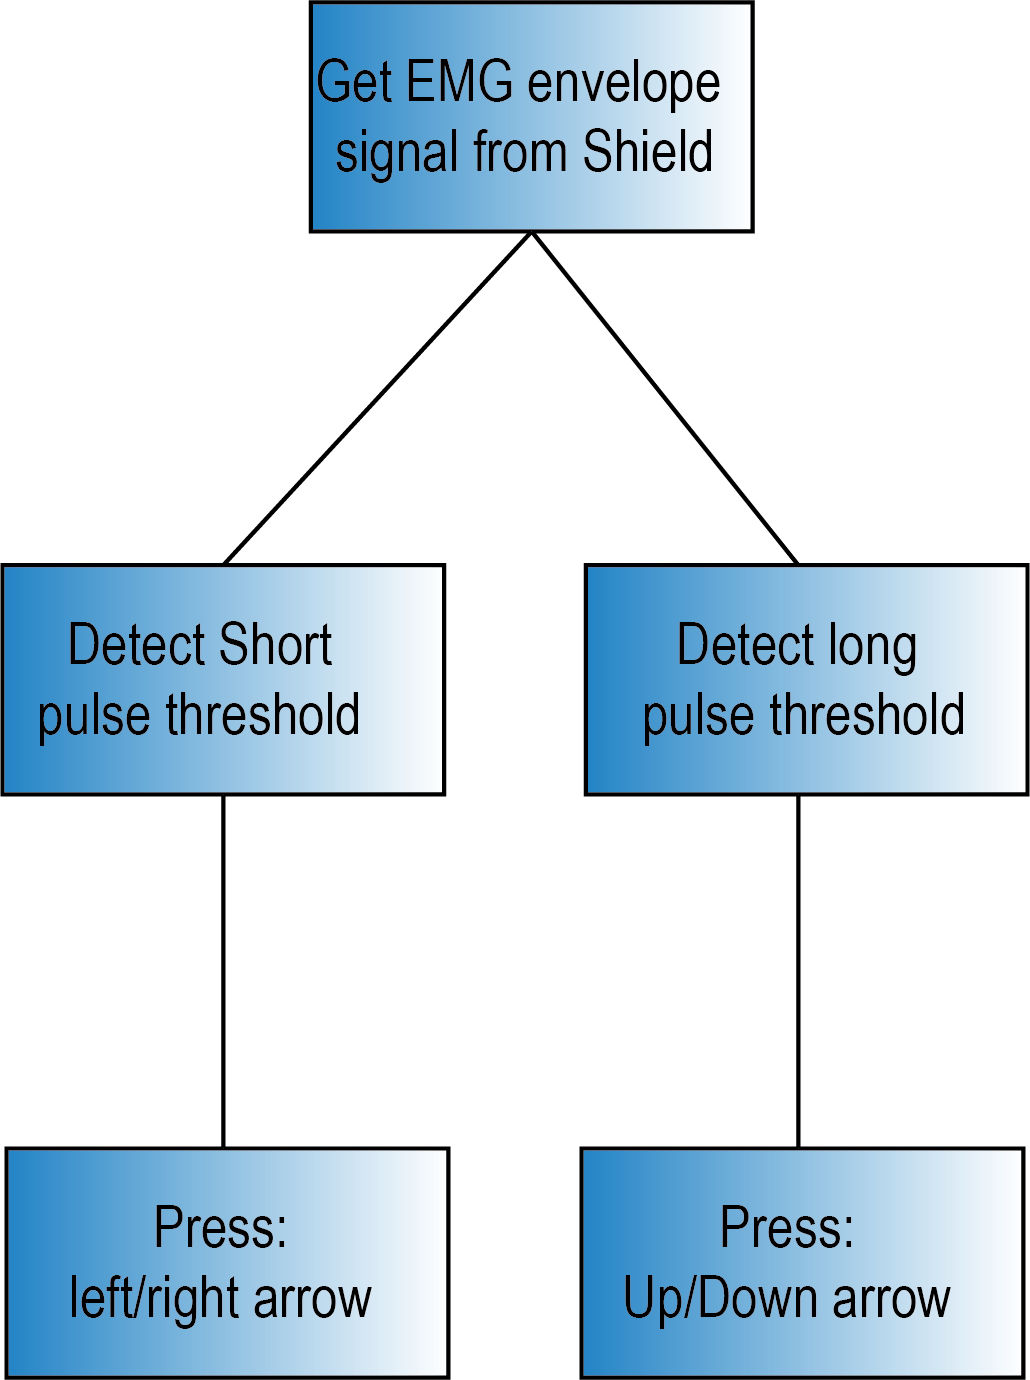 Get EMG envelope
signal from Shield
Detect Short
pulse threshold
Detect long
pulse threshold
Press:
left/right arrow
Press:
Up/Down arrow